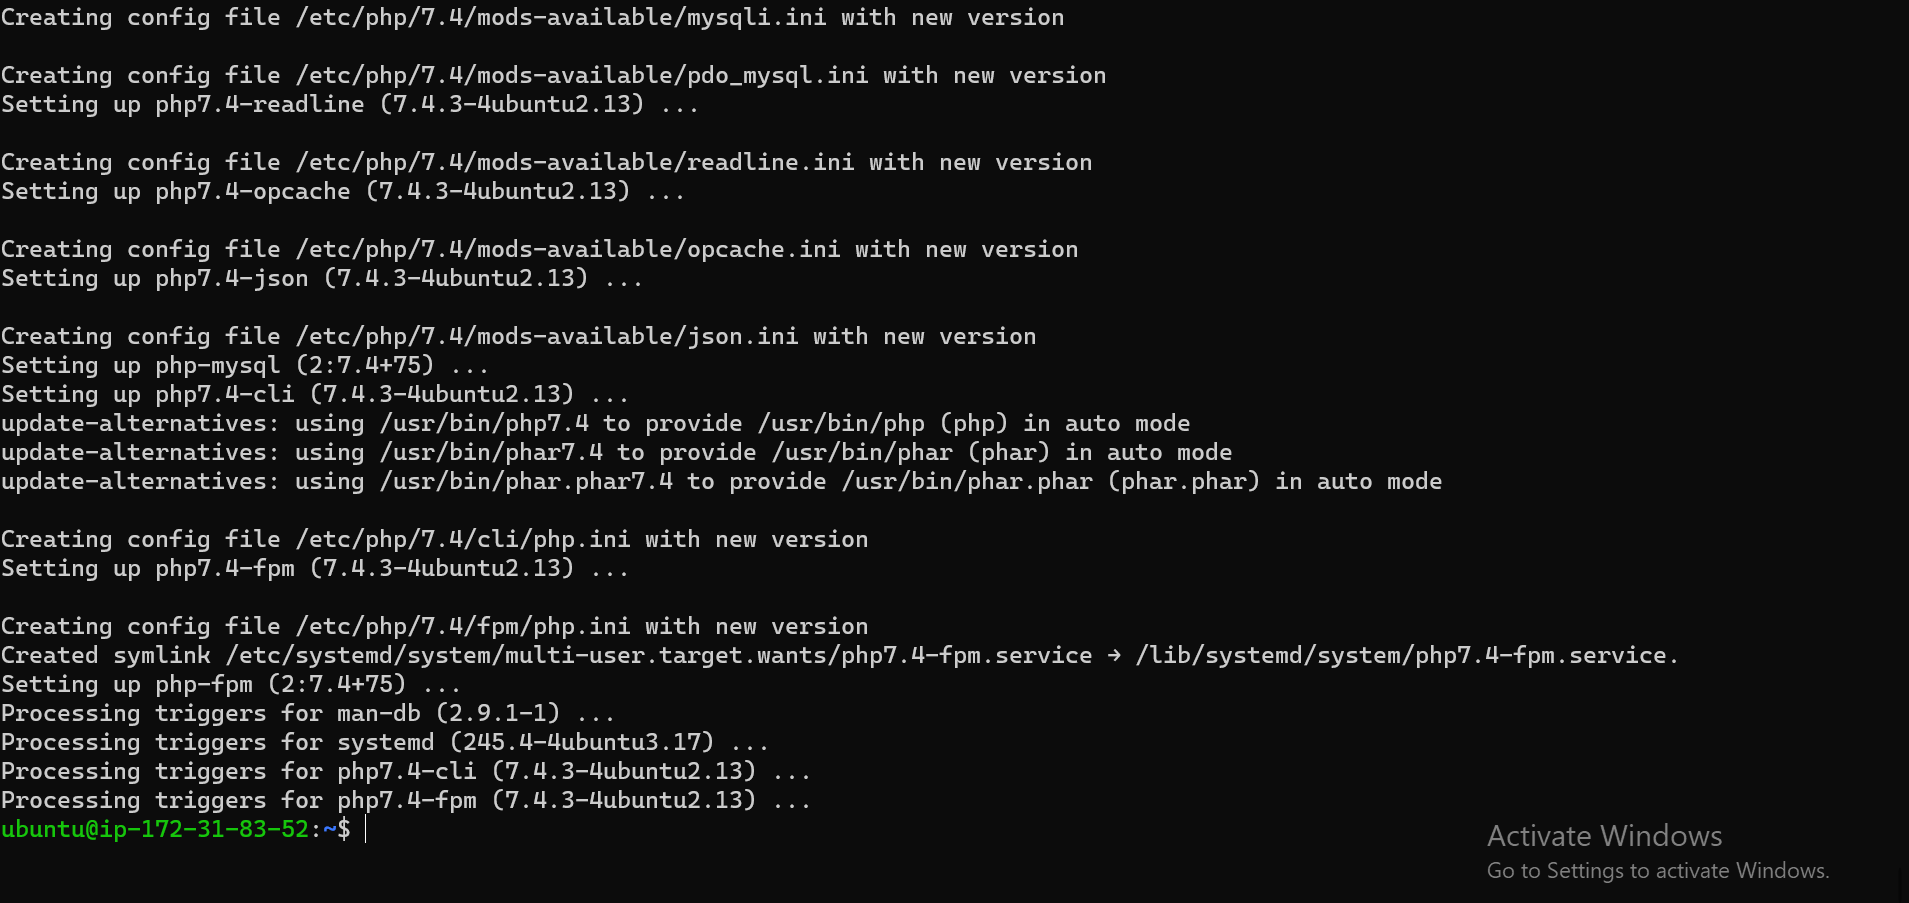 Creating config file /etc/php/7.4/mods-available/mysqli.ini with new version
Creating config file /etc/php/7.4/mods-available/pdo_mysql.ini with new version
Setting up php7.4-readline (7.4.3-4ubuntu2.13) ...
Creating config file /etc/php/7.4/mods-available/readline.ini with new version
Setting up php7.4-opcache (7.4.3-4ubuntu2.13) ...
Creating config file /etc/php/7.4/mods-available/opcache.ini with new version
Setting up php7.4-json (7.4.3-4ubuntu2.13) ...
Creating config file /etc/php/7.4/mods-available/json.ini with new version
Setting up php-mysql (2:7.4+75) ...
Setting up php7.4-cli (7.4.3-4ubuntu2.13) ...
update-alternatives: using /usr/bin/php7.4 to provide /usr/bin/php (php) in auto mode
update-alternatives: using /usr/bin/phar7.4 to provide /usr/bin/phar (phar) in auto mode
update-alternatives: using /usr/bin/phar.phar7.4 to provide /usr/bin/phar.phar (phar.phar) in auto mode
Creating config file /etc/php/7.4/cli/php.ini with new version
Setting up php7.4-fpm (7.4.3-4ubuntu2.13) ...
Creating config file /etc/php/7.4/fpm/php.ini with new version
Created symlink /etc/systemd/system/multi-user.target.wants/php7.4-fpm.service → /lib/systemd/system/php7.4-fpm.service.
Setting up php-fpm (2:7.4+75) ...
Processing triggers for man-db (2.9.1-1) ...
Processing triggers for systemd (245.4-4ubuntu3.17) ...
Processing triggers for php7.4-cli (7.4.3-4ubuntu2.13) ...
Processing triggers for php7.4-fpm (7.4.3-4ubuntu2.13) ...
ubuntu@ip-172-31-83-52:~$
Activate Windows
Go to Settings to activate Windows.